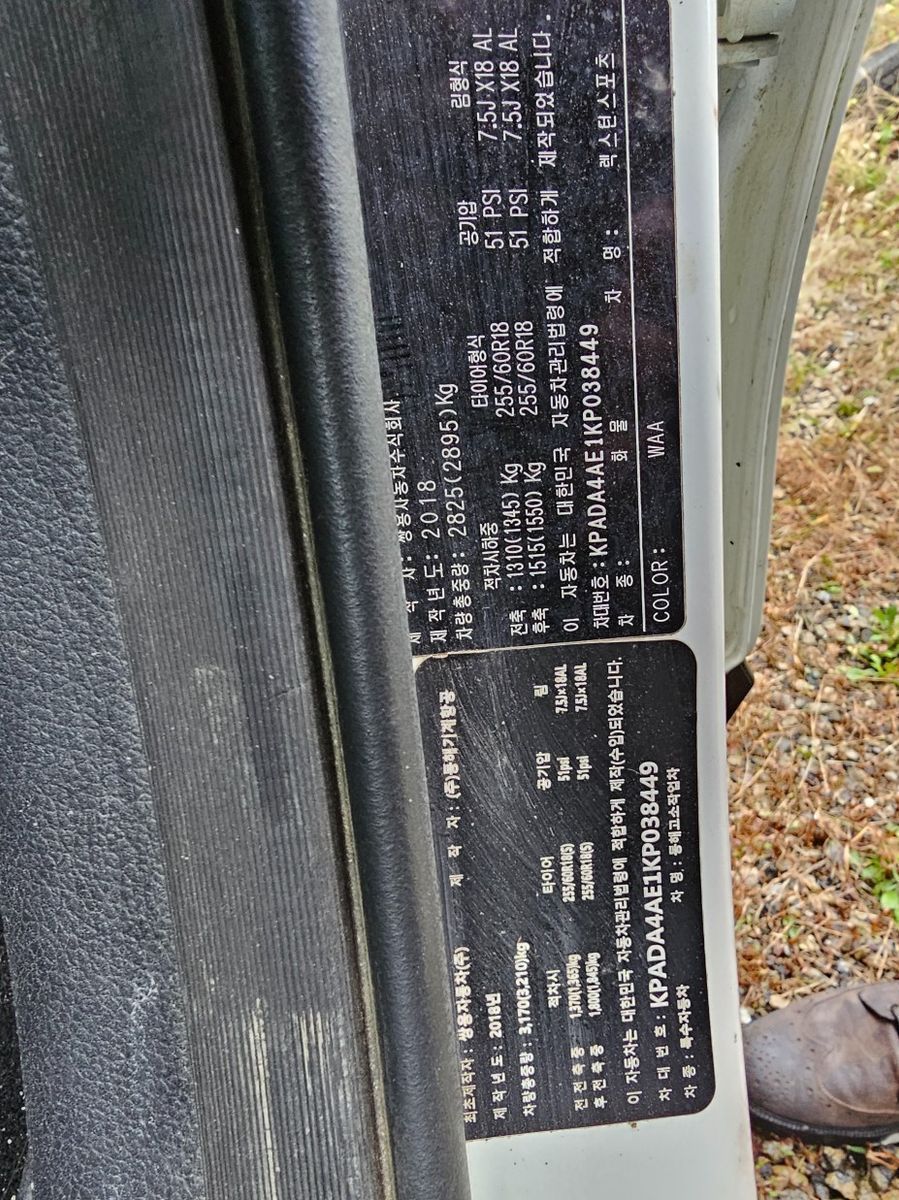 제 작 자 : 쌍용자동차주식회사
제 작 년 도 : 2018
차량총중량 : 2825(2895)Kg
적차시하중 타이어형식 공기압 림형식
전축 : 1310(1345) Kg 255/60R18 51 PSI 7.5J X18 AL
후축 : 1515(1550) Kg 255/60R18 51 PSI 7.5J X18 AL
이 자동차는 대한민국 자동차관리법령에 적합하게 제작되었습니다.
차대번호 : KPADA4AE1KP038449
차 종 : 화 물 차 명 : 렉스턴스포츠
COLOR : WAA
최초제작자 : 쌍용자동차(주) 제 작 자 : (주)동해기계항공
제 작 년 도 : 2018년
차량총중량 : 3,170(3,210)kg
적차시 타이어 공기압 림
전 전 축 중 1,370(1,365)kg 255/60R18(S) 51psi 7.5J×18AL
후 전 축 중 1,800(1,845)kg 255/60R18(S) 51psi 7.5J×18AL
이 자동차는 대한민국 자동차관리법령에 적합하게 제작(수입)되었습니다.
차 대 번 호 : KPADA4AE1KP038449
차 종 : 특수자동차 차 명 : 동해고소작업차